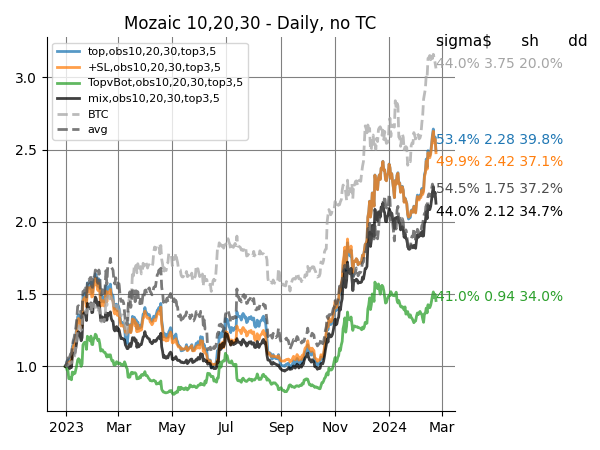 Mozaic 10,20,30 - Daily, no TC
sigma$ sh dd
top,obs10,20,30,top3,5
+SL,obs10,20,30,top3,5
TopvBot,obs10,20,30,top3,5
mix,obs10,20,30,top3,5
BTC
avg
44.0% 3.75 20.0%
53.4% 2.28 39.8%
49.9% 2.42 37.1%
54.5% 1.75 37.2%
44.0% 2.12 34.7%
41.0% 0.94 34.0%
3.0
2.5
2.0
1.5
1.0
2023 Mar May Jul Sep Nov 2024 Mar